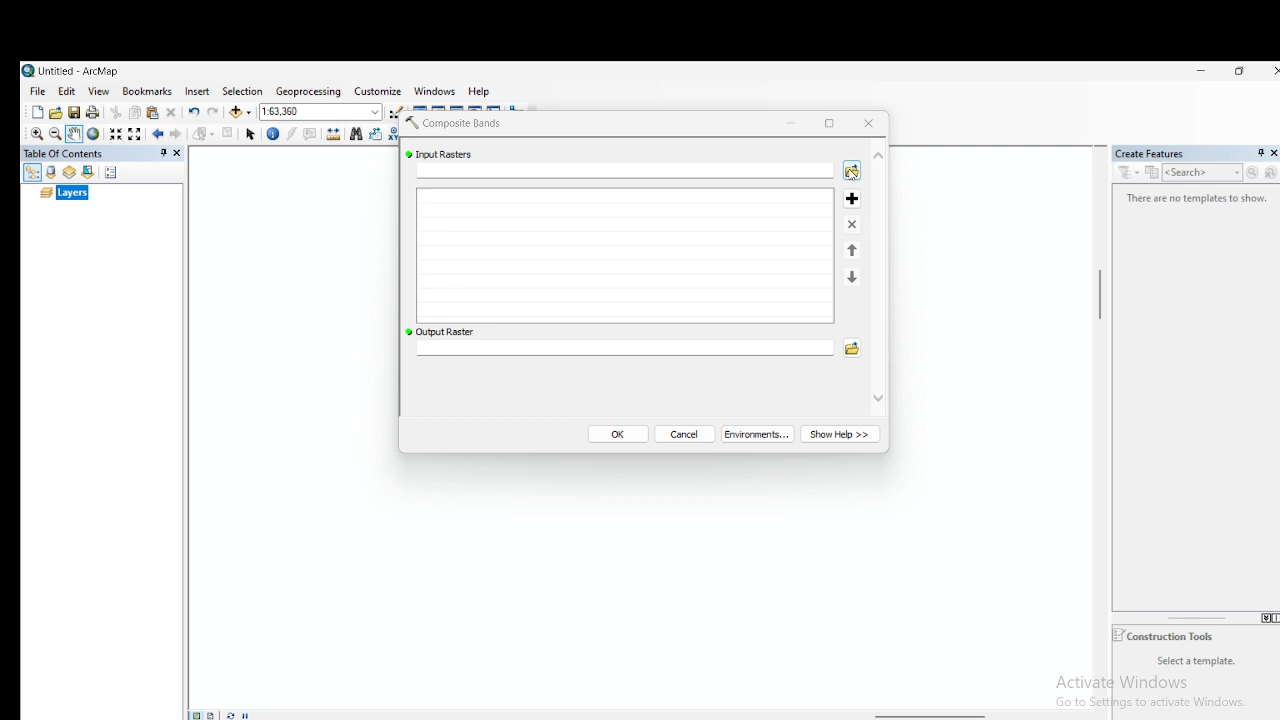 Untitled - ArcMap
File Edit View Bookmarks Insert Selection Geoprocessing Customize Windows Help
1:63,360
Composite Bands
Table Of Contents
Layers
Input Rasters
Output Raster
OK Cancel Environments... Show Help >>
Create Features
<Search>
There are no templates to show.
Construction Tools
Select a template.
Activate Windows
Go to Settings to activate Windows.